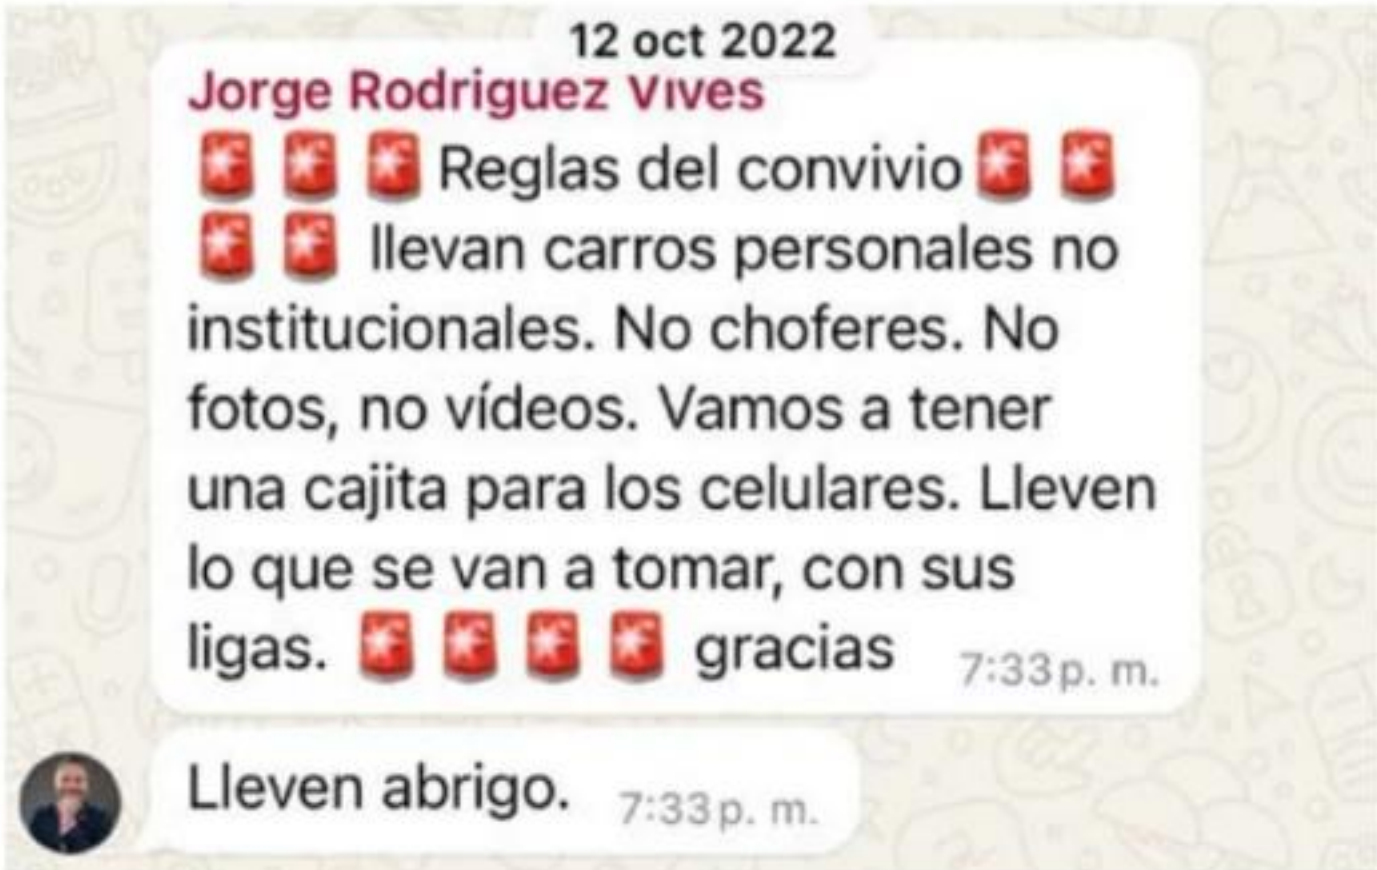 12 oct 2022
Jorge Rodriguez Vives
🚨 🚨 🚨 Reglas del convivio 🚨 🚨
🚨 🚨 llevan carros personales no
institucionales. No choferes. No
fotos, no vídeos. Vamos a tener
una cajita para los celulares. Lleven
lo que se van a tomar, con sus
ligas. 🚨 🚨 🚨 🚨 gracias 7:33 p. m.
Lleven abrigo. 7:33 p. m.